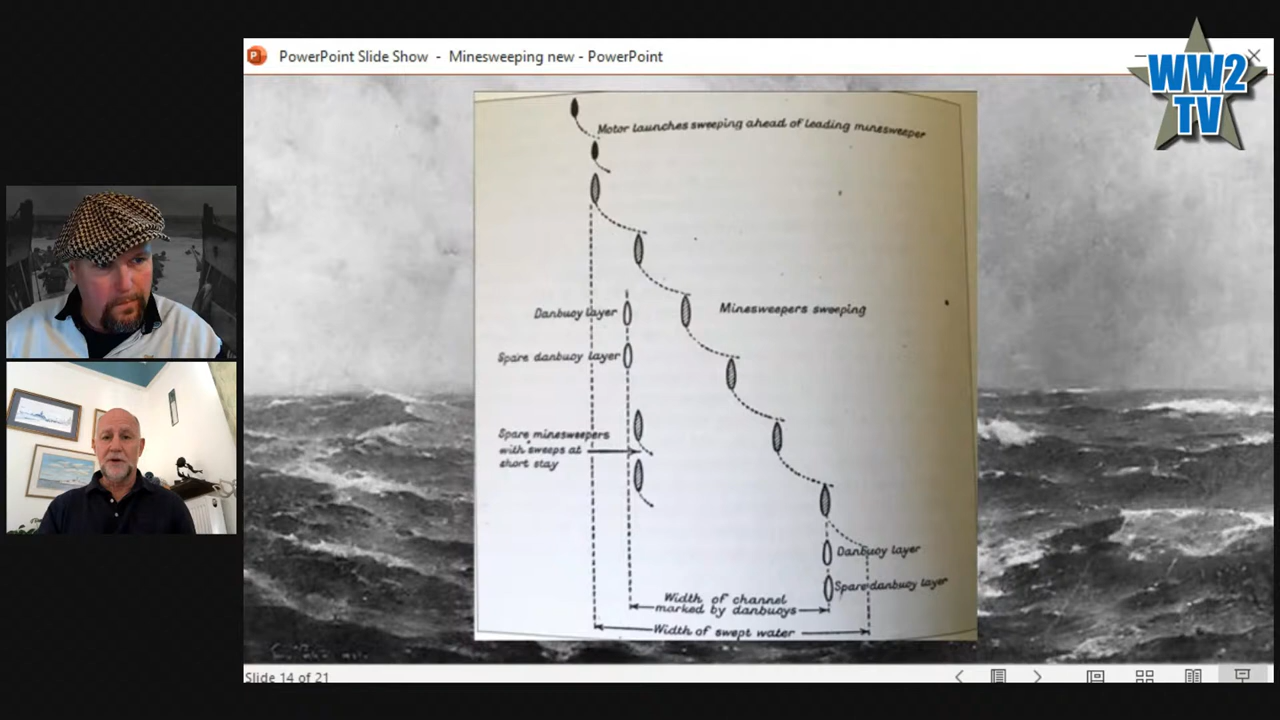 PowerPoint Slide Show - Minesweeping new - PowerPoint
WW2
TV
Motor launches sweeping ahead of leading minesweeper
Danbuoy layer
Minesweepers sweeping
Spare danbuoy layer
Spare minesweepers
with sweeps at
short stay
Danbuoy layer
Spare danbuoy layer
Width of channel
marked by danbuoys
Width of swept water
Slide 14 of 21